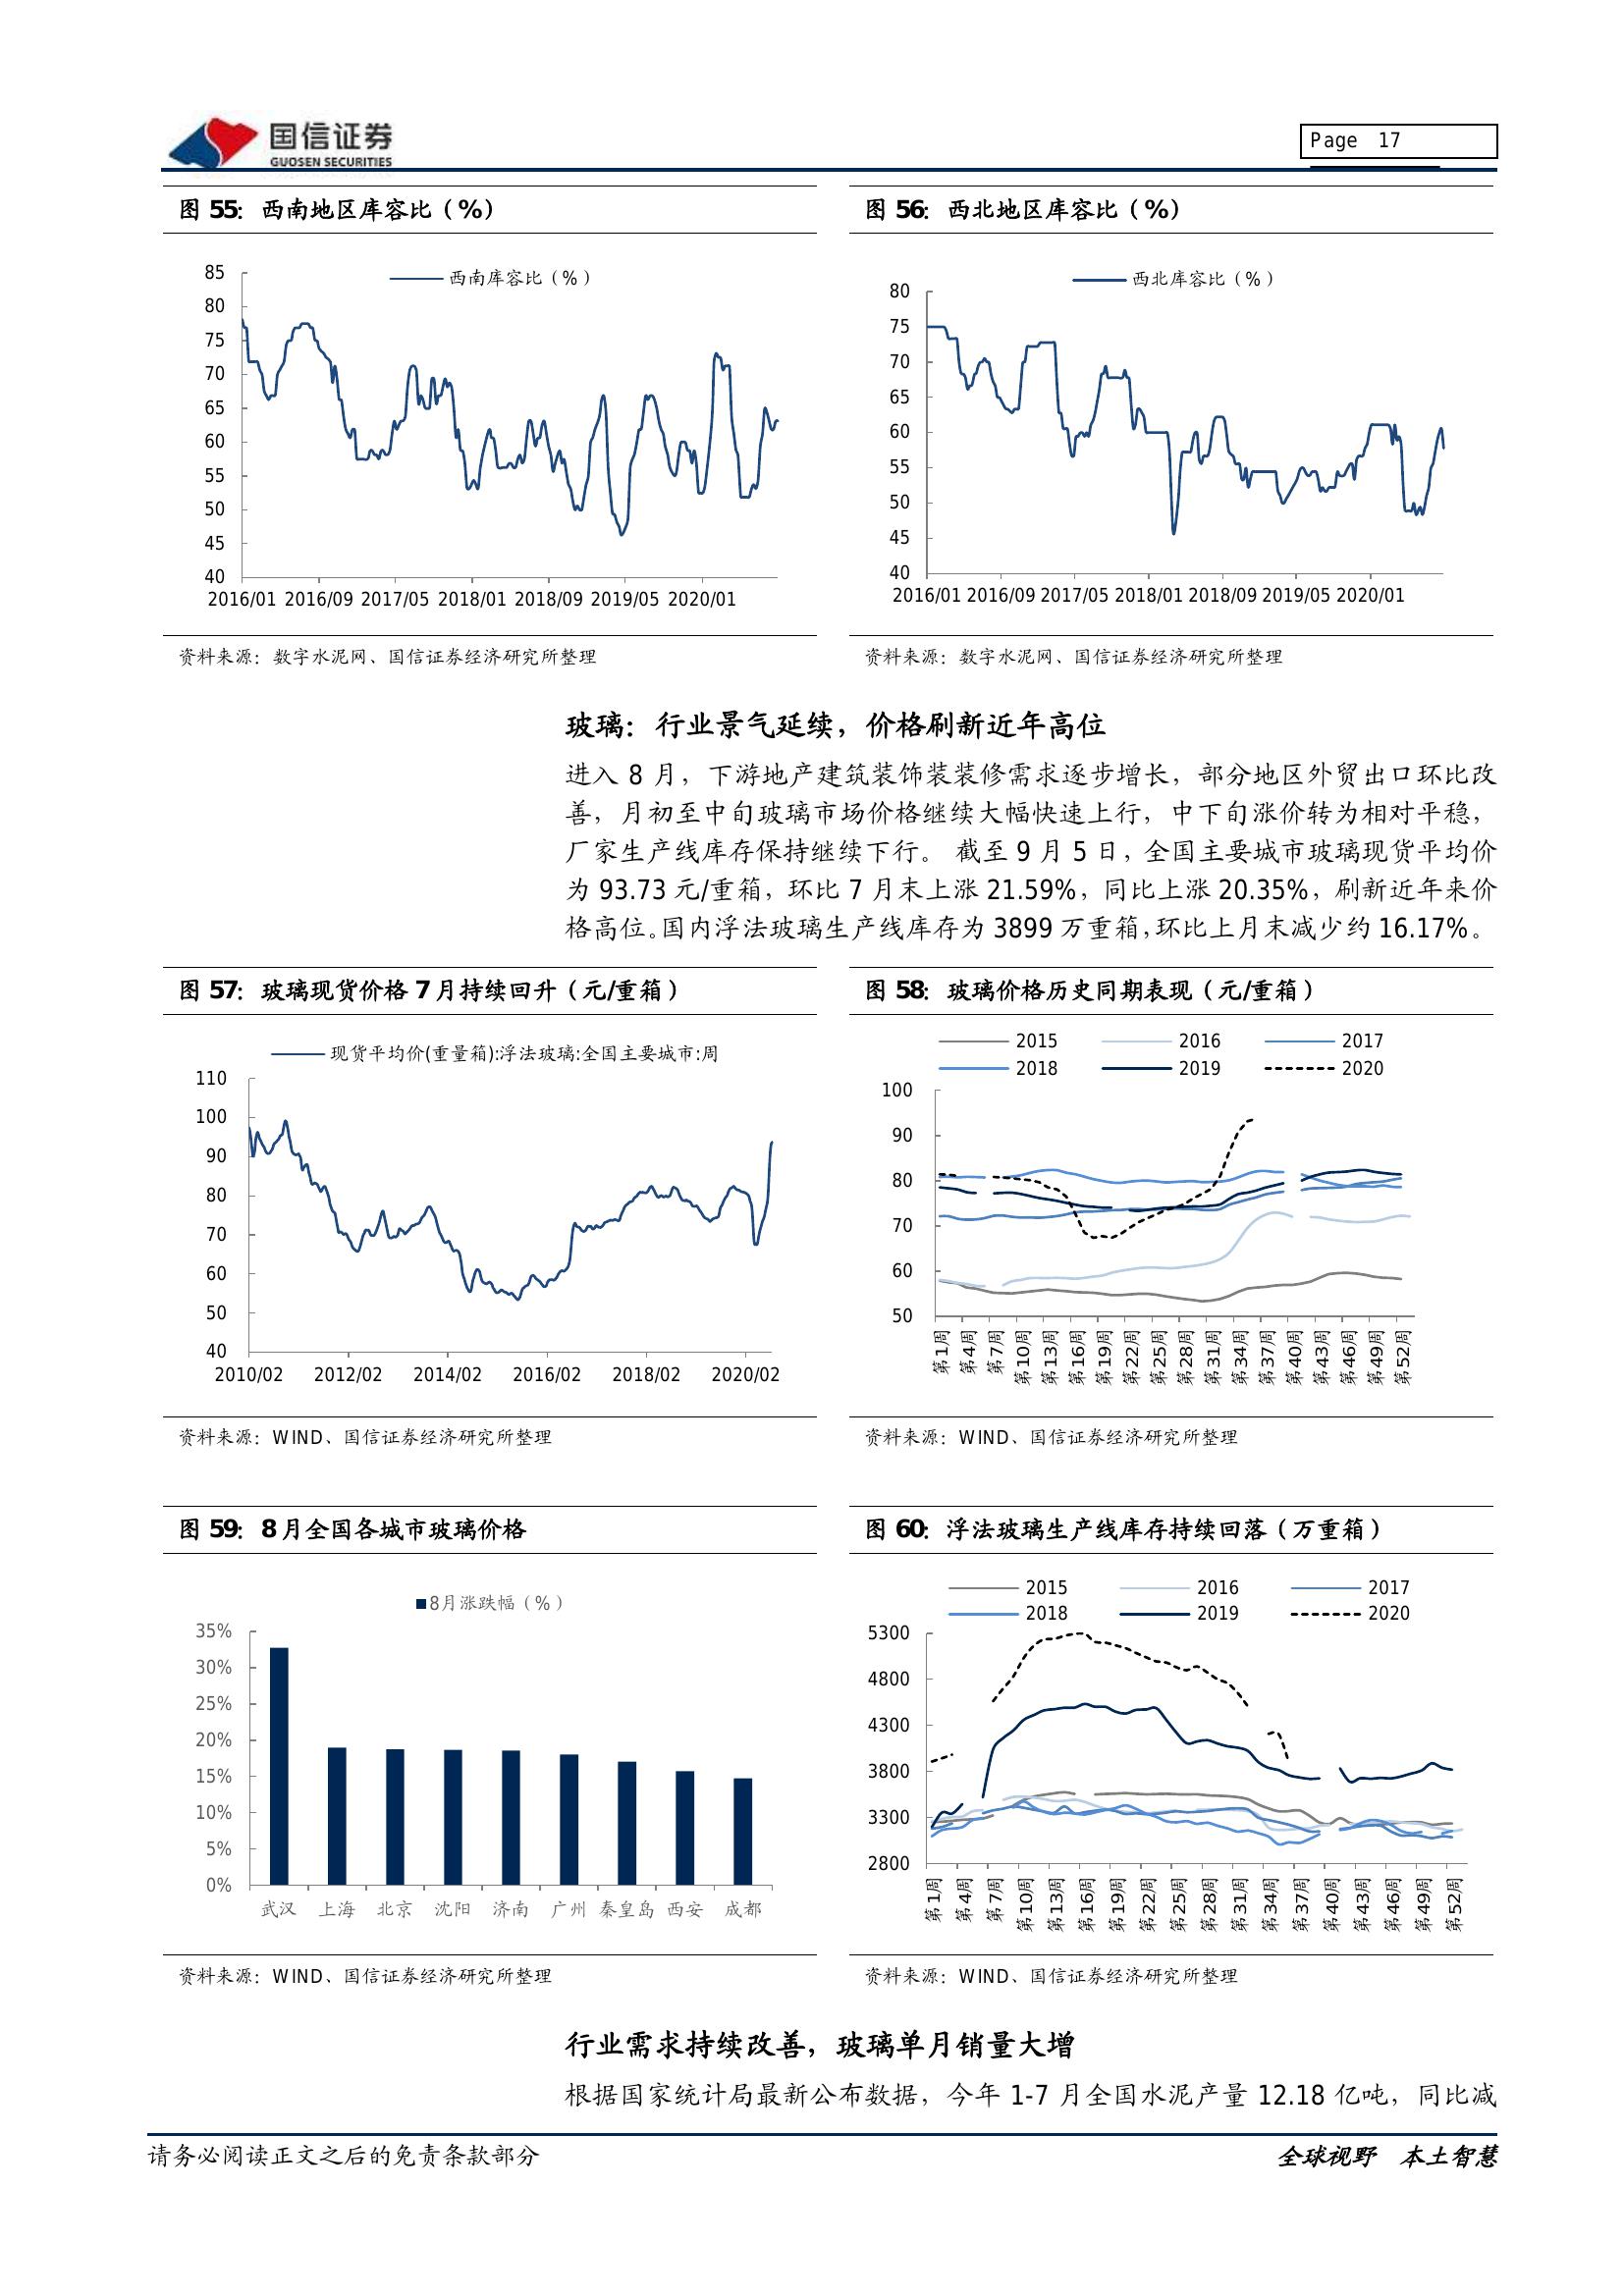 国信证券
GUOSEN SECURITIES
Page 17
图 55：西南地区库容比（%）
西南库容比（%）
85
80
75
70
65
60
55
50
45
40
2016/01 2016/09 2017/05 2018/01 2018/09 2019/05 2020/01
资料来源：数字水泥网、国信证券经济研究所整理
图 56：西北地区库容比（%）
西北库容比（%）
80
75
70
65
60
55
50
45
40
2016/01 2016/09 2017/05 2018/01 2018/09 2019/05 2020/01
资料来源：数字水泥网、国信证券经济研究所整理
玻璃：行业景气延续，价格刷新近年高位
进入 8 月，下游地产建筑装饰装装修需求逐步增长，部分地区外贸出口环比改
善，月初至中旬玻璃市场价格继续大幅快速上行，中下旬涨价转为相对平稳，
厂家生产线库存保持继续下行。 截至 9 月 5 日，全国主要城市玻璃现货平均价
为 93.73 元/重箱，环比 7 月末上涨 21.59%，同比上涨 20.35%，刷新近年来价
格高位。国内浮法玻璃生产线库存为 3899 万重箱，环比上月末减少约 16.17%。
图 57：玻璃现货价格 7 月持续回升（元/重箱）
现货平均价(重量箱):浮法玻璃:全国主要城市:周
110
100
90
80
70
60
50
40
2010/02 2012/02 2014/02 2016/02 2018/02 2020/02
资料来源：WIND、国信证券经济研究所整理
图 58：玻璃价格历史同期表现（元/重箱）
2015 2016 2017
2018 2019 2020
100
90
80
70
60
50
第1周 第4周 第7周 第10周 第13周 第16周 第19周 第22周 第25周 第28周 第31周 第34周 第37周 第40周 第43周 第46周 第49周 第52周
资料来源：WIND、国信证券经济研究所整理
图 59：8 月全国各城市玻璃价格
8月涨跌幅（%）
35%
30%
25%
20%
15%
10%
5%
0%
武汉 上海 北京 沈阳 济南 广州 秦皇岛 西安 成都
资料来源：WIND、国信证券经济研究所整理
图 60：浮法玻璃生产线库存持续回落（万重箱）
2015 2016 2017
2018 2019 2020
5300
4800
4300
3800
3300
2800
第1周 第4周 第7周 第10周 第13周 第16周 第19周 第22周 第25周 第28周 第31周 第34周 第37周 第40周 第43周 第46周 第49周 第52周
资料来源：WIND、国信证券经济研究所整理
行业需求持续改善，玻璃单月销量大增
根据国家统计局最新公布数据，今年 1-7 月全国水泥产量 12.18 亿吨，同比减
请务必阅读正文之后的免责条款部分
全球视野 本土智慧